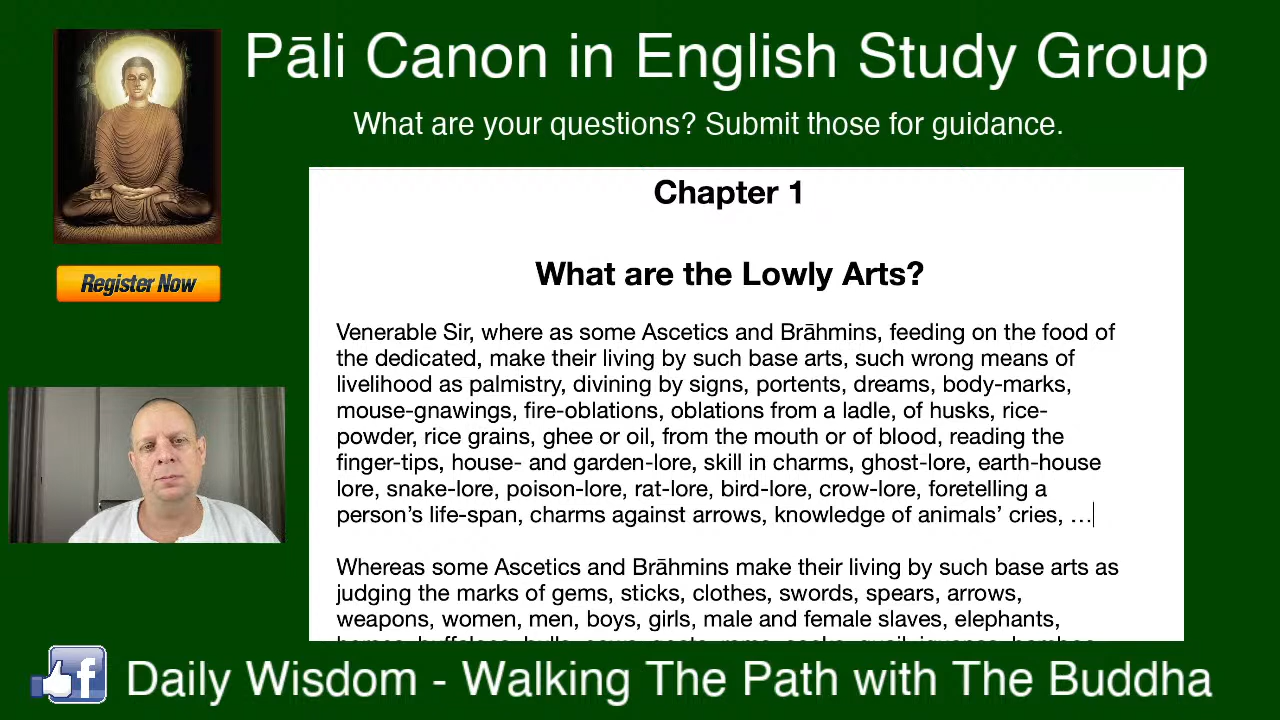 Pāli Canon in English Study Group
What are your questions? Submit those for guidance.
Register Now
Chapter 1
What are the Lowly Arts?
Venerable Sir, where as some Ascetics and Brāhmins, feeding on the food of
the dedicated, make their living by such base arts, such wrong means of
livelihood as palmistry, divining by signs, portents, dreams, body-marks,
mouse-gnawings, fire-oblations, oblations from a ladle, of husks, rice-
powder, rice grains, ghee or oil, from the mouth or of blood, reading the
finger-tips, house- and garden-lore, skill in charms, ghost-lore, earth-house
lore, snake-lore, poison-lore, rat-lore, bird-lore, crow-lore, foretelling a
person’s life-span, charms against arrows, knowledge of animals’ cries, …
Whereas some Ascetics and Brāhmins make their living by such base arts as
judging the marks of gems, sticks, clothes, swords, spears, arrows,
weapons, women, men, boys, girls, male and female slaves, elephants,
f
Daily Wisdom - Walking The Path with The Buddha